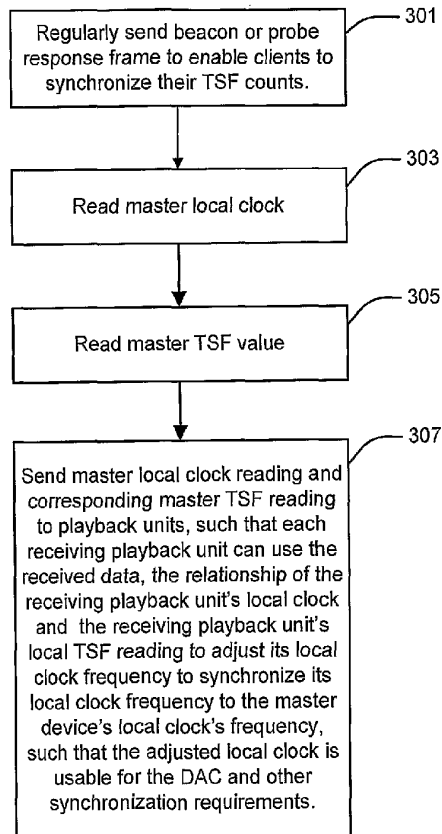 Regularly send beacon or probe
response frame to enable clients to
synchronize their TSF counts.
301
303
Read master local clock
305
Read master TSF value
307
Send master local clock reading and
corresponding master TSF reading
to playback units, such that each
receiving playback unit can use the
received data, the relationship of the
receiving playback unit's local clock
and the receiving playback unit's
local TSF reading to adjust its local
clock frequency to synchronize its
local clock frequency to the master
device's local clock's frequency,
such that the adjusted local clock is
usable for the DAC and other
synchronization requirements.